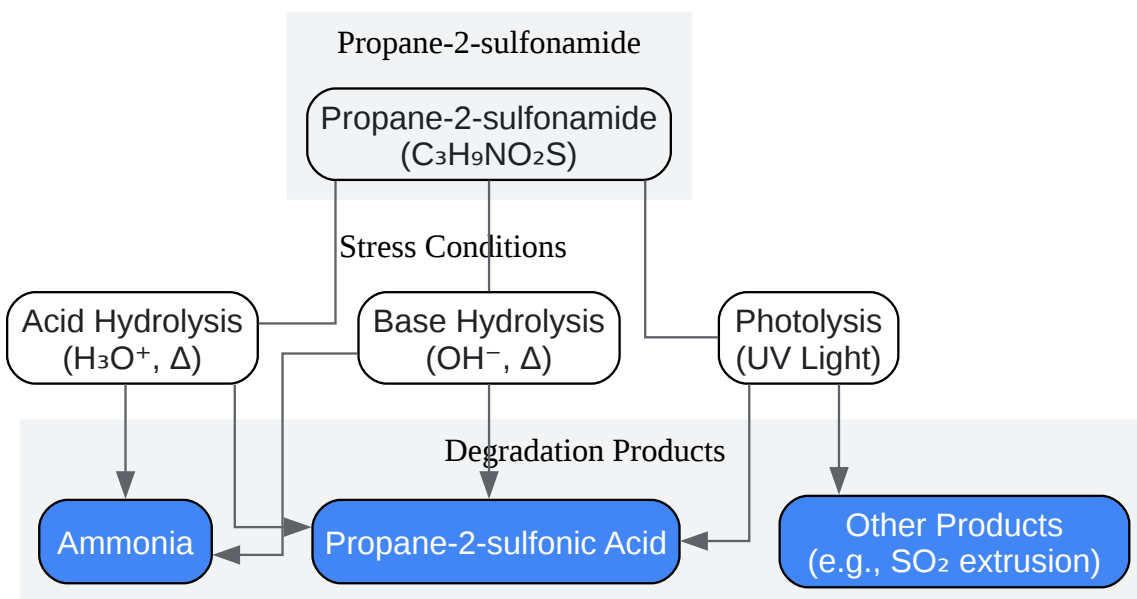 Propane-2-sulfonamide
Propane-2-sulfonamide
(C₃H₉NO₂S)
Stress Conditions
Acid Hydrolysis
(H₃O⁺, Δ)
Base Hydrolysis
(OH⁻, Δ)
Photolysis
(UV Light)
Degradation Products
Ammonia
Propane-2-sulfonic Acid
Other Products
(e.g., SO₂ extrusion)